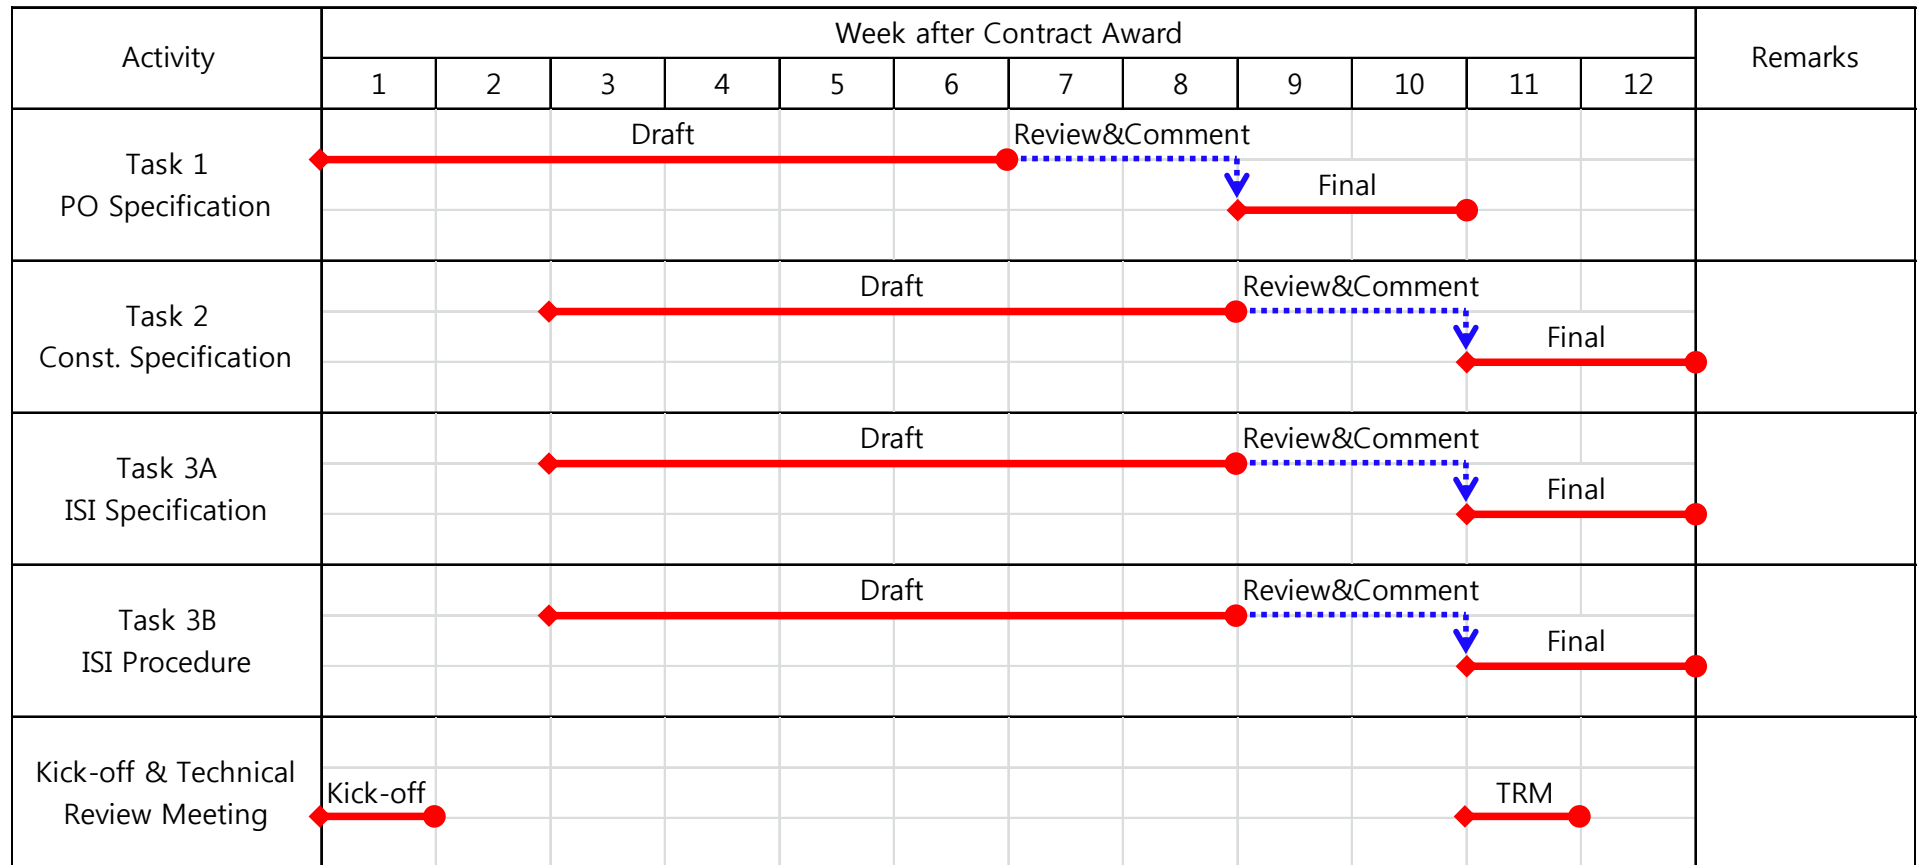 Activity
Week after Contract Award
Remarks
1 2 3 4 5 6 7 8 9 10 11 12
Task 1
PO Specification
Draft
Review&Comment
Final
Task 2
Const. Specification
Draft
Review&Comment
Final
Task 3A
ISI Specification
Draft
Review&Comment
Final
Task 3B
ISI Procedure
Draft
Review&Comment
Final
Kick-off & Technical
Review Meeting
Kick-off
TRM